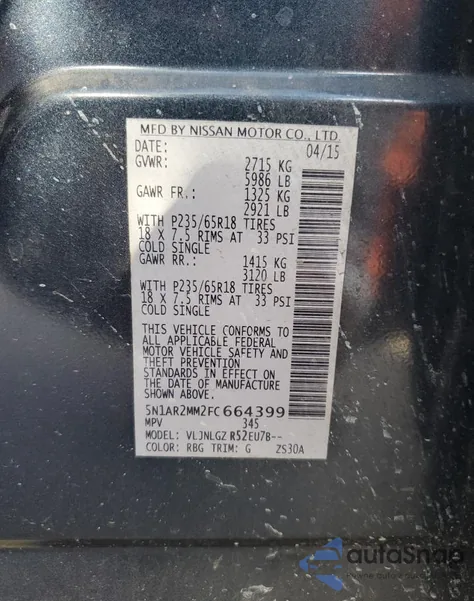 MFD BY NISSAN MOTOR CO., LTD.
DATE: 04/15
GVWR: 2715 KG
5986 LB
GAWR FR.: 1325 KG
2921 LB
WITH P235/65R18 TIRES
18 X 7.5 RIMS AT 33 PSI
COLD SINGLE
GAWR RR.: 1415 KG
3120 LB
WITH P235/65R18 TIRES
18 X 7.5 RIMS AT 33 PSI
COLD SINGLE
THIS VEHICLE CONFORMS TO
ALL APPLICABLE FEDERAL
MOTOR VEHICLE SAFETY AND
THEFT PREVENTION
STANDARDS IN EFFECT ON
THE DATE OF MANUFACTURE
SHOWN ABOVE.
5N1AR2MM2FC664399
MPV 345
MODEL: VLJNLGZ R52EU7B--
COLOR: RBG TRIM: G ZS30A
autoSnap